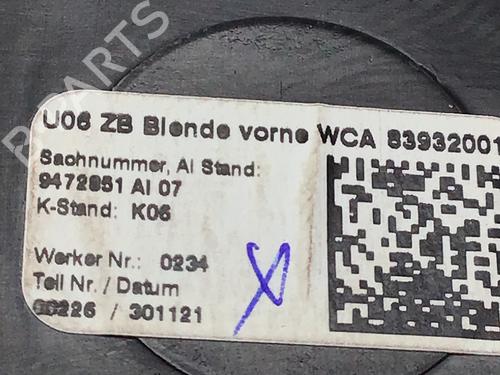 U06 ZB Blende vorne WCA 83932001
Sachnummer, AI Stand:
9472851 AI 07
K-Stand: K06
Werker Nr.: 0234
Teil Nr. / Datum
00226 / 301121